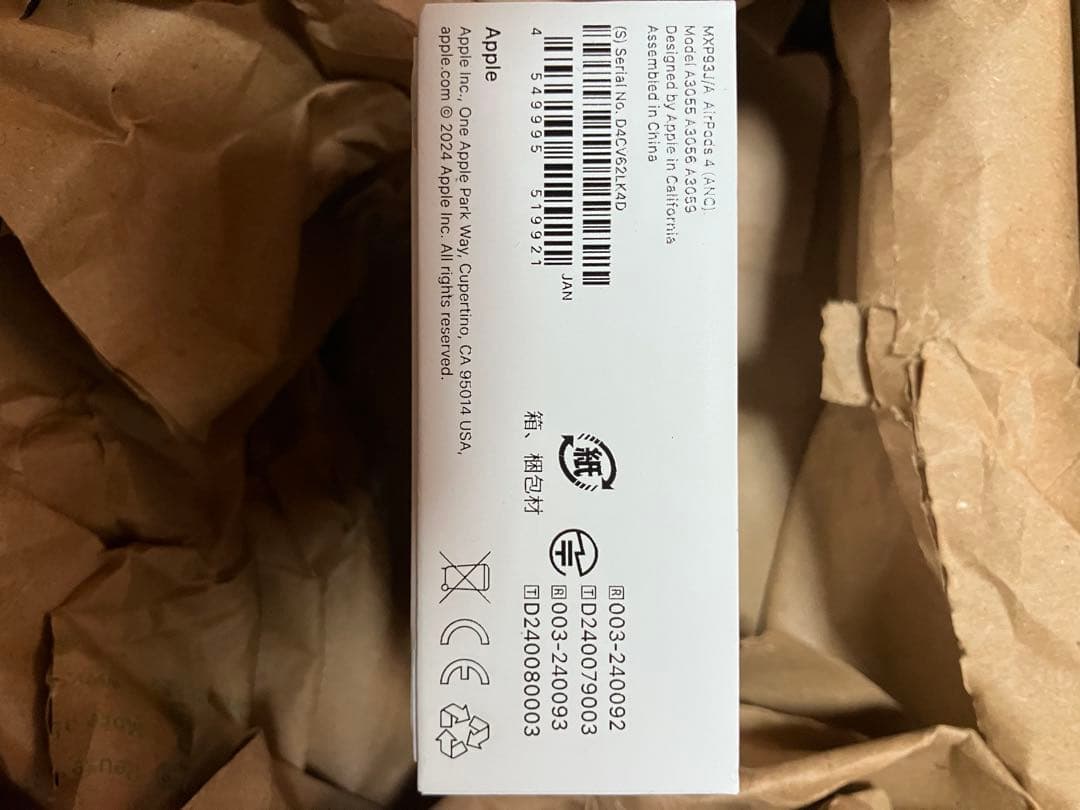 MXP93J/A AirPods 4 (ANC)
Model A3055 A3056 A3059
Designed by Apple in California
Assembled in China
(S) Serial No. D4CV62LK4D
JAN
4 549995 519921
Apple
Apple Inc., One Apple Park Way, Cupertino, CA 95014 USA,
apple.com © 2024 Apple Inc. All rights reserved.
紙
箱、梱包材
R 003-240092
T D240079003
R 003-240093
T D240080003
CE